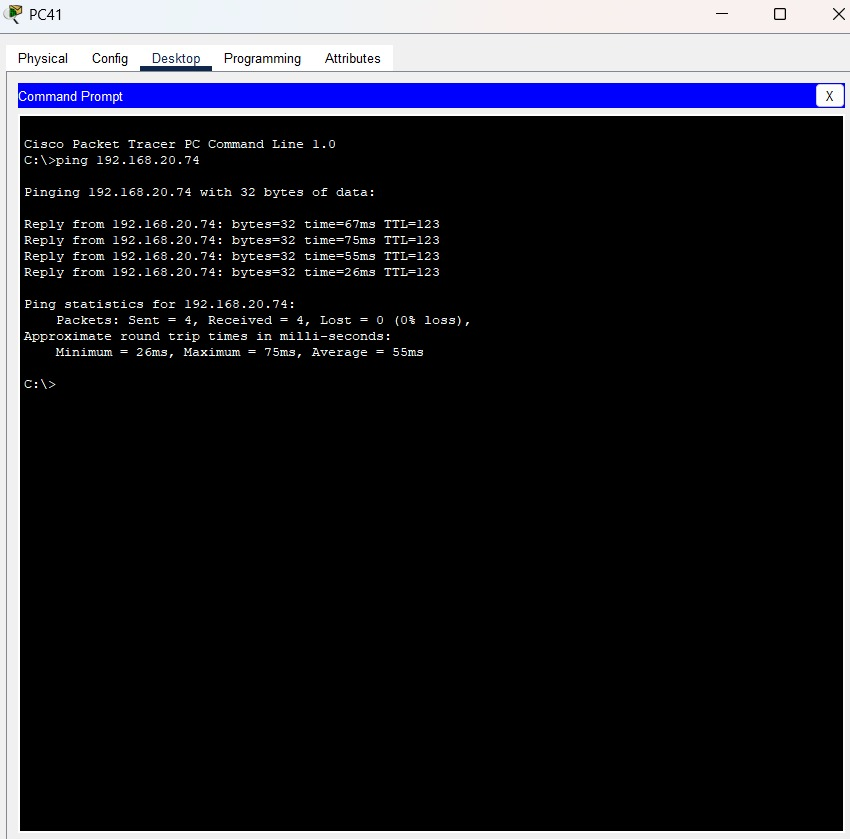 PC41
Physical Config Desktop Programming Attributes
Command Prompt X
Cisco Packet Tracer PC Command Line 1.0
C:\>ping 192.168.20.74
Pinging 192.168.20.74 with 32 bytes of data:
Reply from 192.168.20.74: bytes=32 time=67ms TTL=123
Reply from 192.168.20.74: bytes=32 time=75ms TTL=123
Reply from 192.168.20.74: bytes=32 time=55ms TTL=123
Reply from 192.168.20.74: bytes=32 time=26ms TTL=123
Ping statistics for 192.168.20.74:
Packets: Sent = 4, Received = 4, Lost = 0 (0% loss),
Approximate round trip times in milli-seconds:
Minimum = 26ms, Maximum = 75ms, Average = 55ms
C:\>